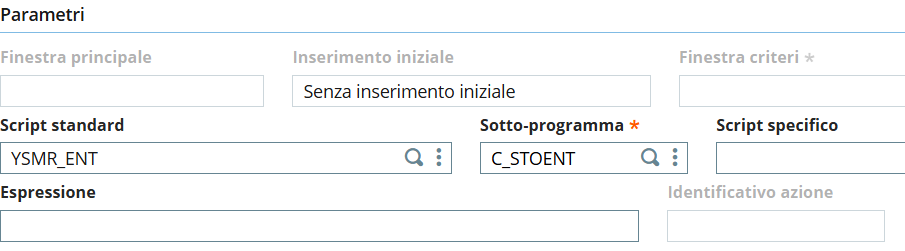 Parametri
Finestra principale Inserimento iniziale Finestra criteri *
Senza inserimento iniziale
Script standard Sotto-programma * Script specifico
YSMR_ENT C_STOENT
Espressione Identificativo azione